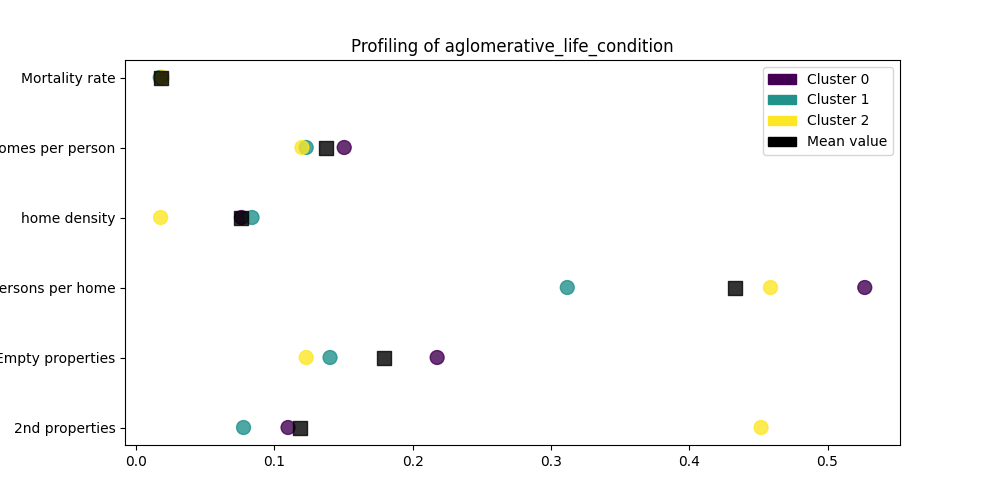 Profiling of aglomerative_life_condition
Mortality rate
omes per person
home density
ersons per home
Empty properties
2nd properties
Cluster 0
Cluster 1
Cluster 2
Mean value
0.0 0.1 0.2 0.3 0.4 0.5